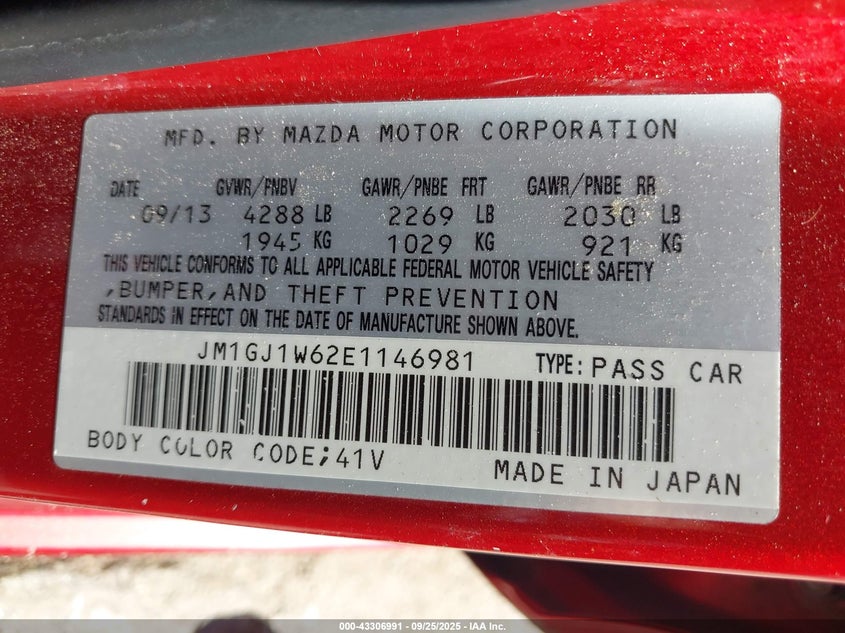 MFD. BY MAZDA MOTOR CORPORATION
DATE GVWR/PNBV GAWR/PNBE FRT GAWR/PNBE RR
09/13 4288 LB 2269 LB 2030 LB
1945 KG 1029 KG 921 KG
THIS VEHICLE CONFORMS TO ALL APPLICABLE FEDERAL MOTOR VEHICLE SAFETY
,BUMPER,AND THEFT PREVENTION
STANDARDS IN EFFECT ON THE DATE OF MANUFACTURE SHOWN ABOVE.
JM1GJ1W62E1146981 TYPE: PASS CAR
BODY COLOR CODE;41V
MADE IN JAPAN
000-43306991 - 09/25/2025 - IAA Inc.